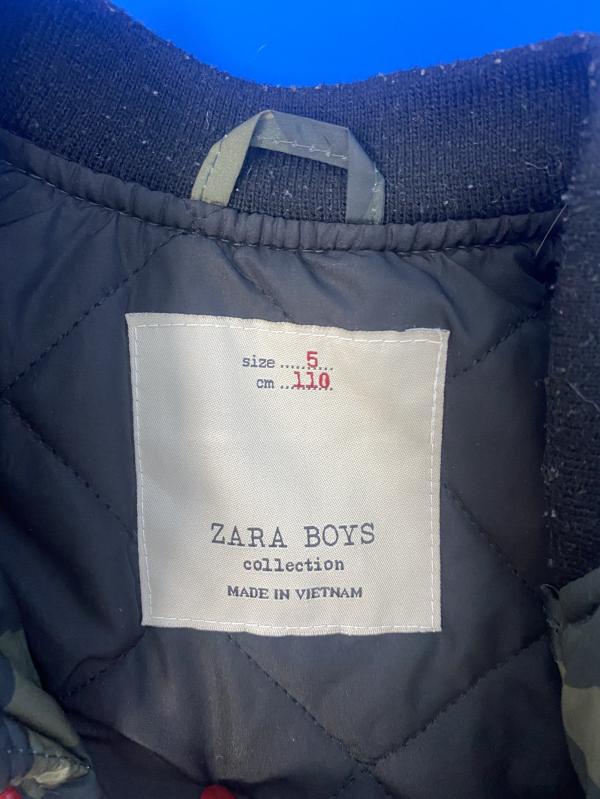 size .....5...
cm ..110
ZARA BOYS
collection
MADE IN VIETNAM